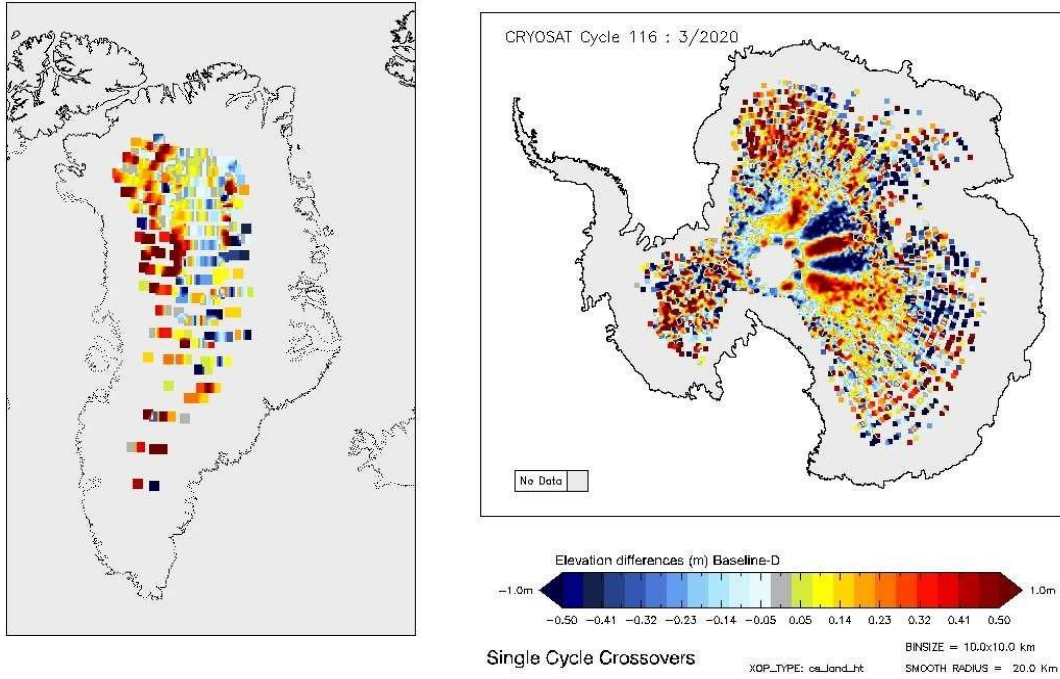 CRYOSAT Cycle 116 : 3/2020
No Data
Elevation differences (m) Baseline-D
-1.0m 1.0m
-0.50 -0.41 -0.32 -0.23 -0.14 -0.05 0.05 0.14 0.23 0.32 0.41 0.50
Single Cycle Crossovers
XOP_TYPE: cs_land_ht
BINSIZE = 10.0x10.0 km
SMOOTH RADIUS = 20.0 Km